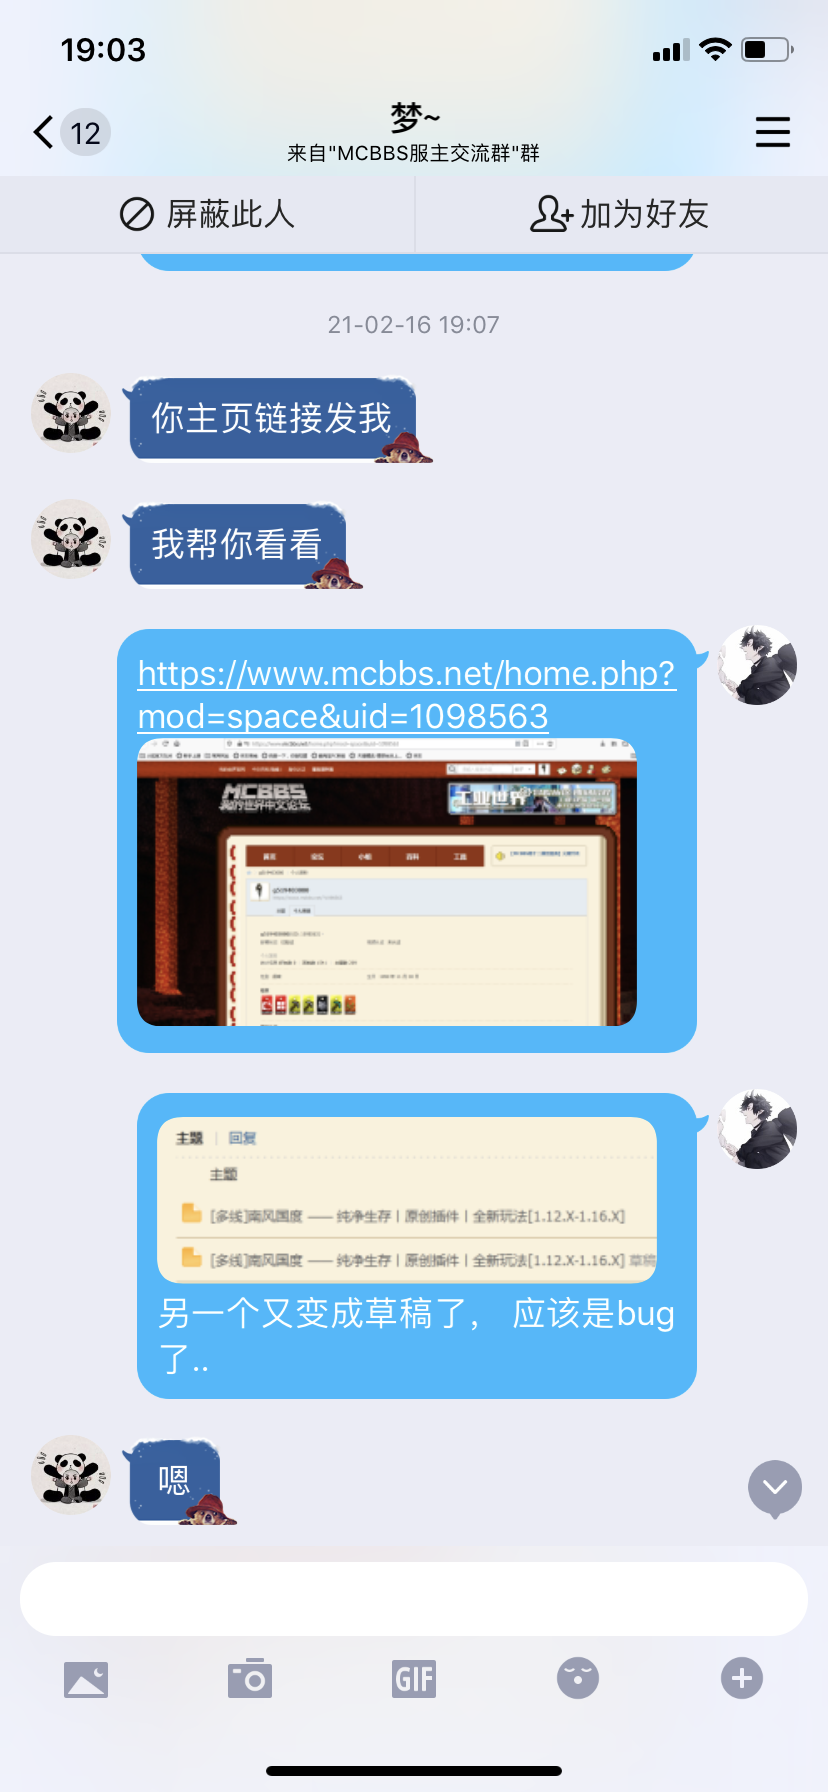 19:03
12
梦~
来自"MCBBS服主交流群"群
屏蔽此人
加为好友
21-02-16 19:07
你主页链接发我
我帮你看看
https://www.mcbbs.net/home.php?
mod=space&uid=1098563
MCBBS
我的世界中文论坛
工业世界
主题 | 回复
主题
[多线]南风国度 —— 纯净生存丨原创插件丨全新玩法[1.12.X-1.16.X]
[多线]南风国度 —— 纯净生存丨原创插件丨全新玩法[1.12.X-1.16.X] 草稿
另一个又变成草稿了， 应该是bug
了..
嗯
GIF